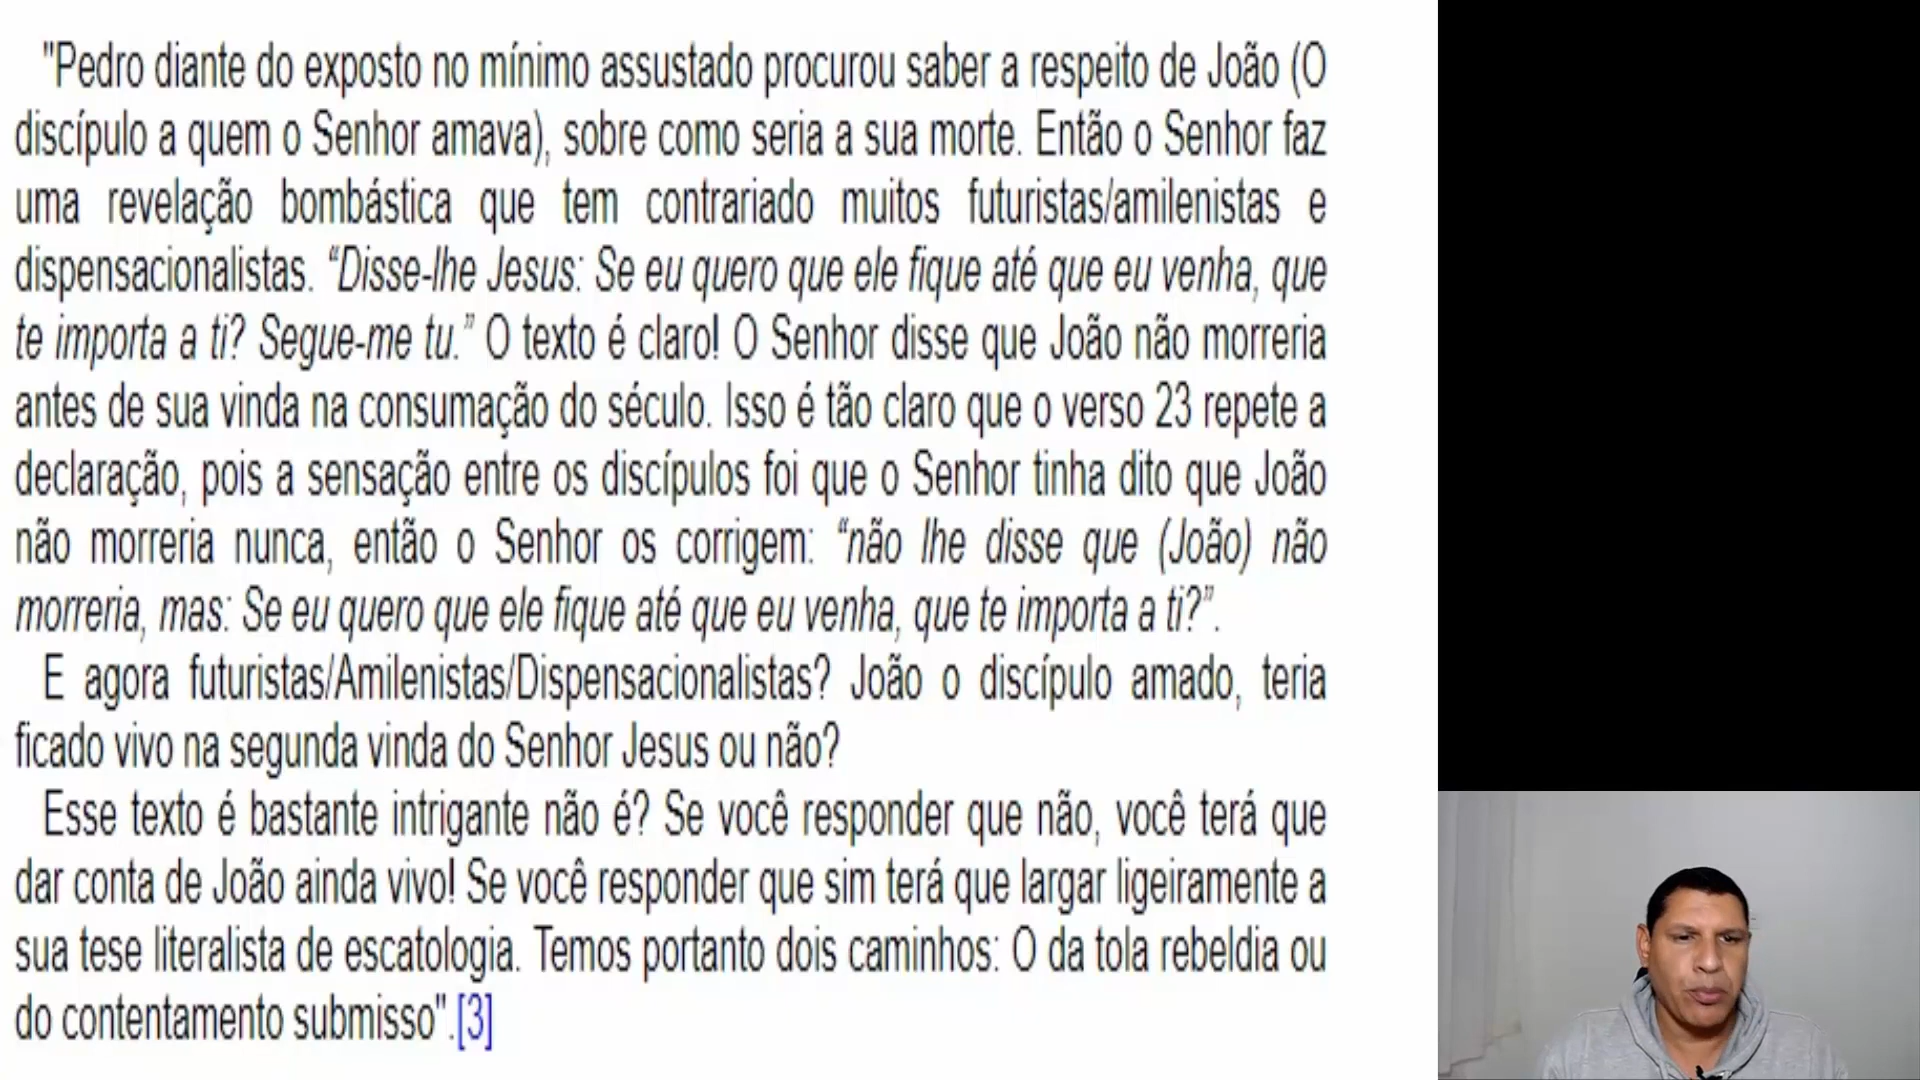 "Pedro diante do exposto no mínimo assustado procurou saber a respeito de João (O
discípulo a quem o Senhor amava), sobre como seria a sua morte. Então o Senhor faz
uma revelação bombástica que tem contrariado muitos futuristas/amilenistas e
dispensacionalistas. “Disse-lhe Jesus: Se eu quero que ele fique até que eu venha, que
te importa a ti? Segue-me tu.” O texto é claro! O Senhor disse que João não morreria
antes de sua vinda na consumação do século. Isso é tão claro que o verso 23 repete a
declaração, pois a sensação entre os discípulos foi que o Senhor tinha dito que João
não morreria nunca, então o Senhor os corrigem: “não lhe disse que (João) não
morreria, mas: Se eu quero que ele fique até que eu venha, que te importa a ti?”.
E agora futuristas/Amilenistas/Dispensacionalistas? João o discípulo amado, teria
ficado vivo na segunda vinda do Senhor Jesus ou não?
Esse texto é bastante intrigante não é? Se você responder que não, você terá que
dar conta de João ainda vivo! Se você responder que sim terá que largar ligeiramente a
sua tese literalista de escatologia. Temos portanto dois caminhos: O da tola rebeldia ou
do contentamento submisso".[3]